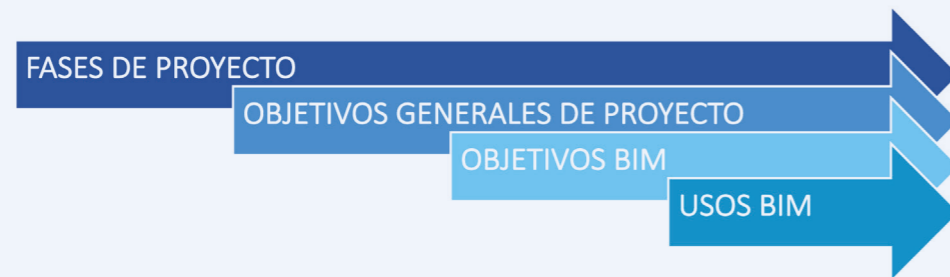 FASES DE PROYECTO
OBJETIVOS GENERALES DE PROYECTO
OBJETIVOS BIM
USOS BIM